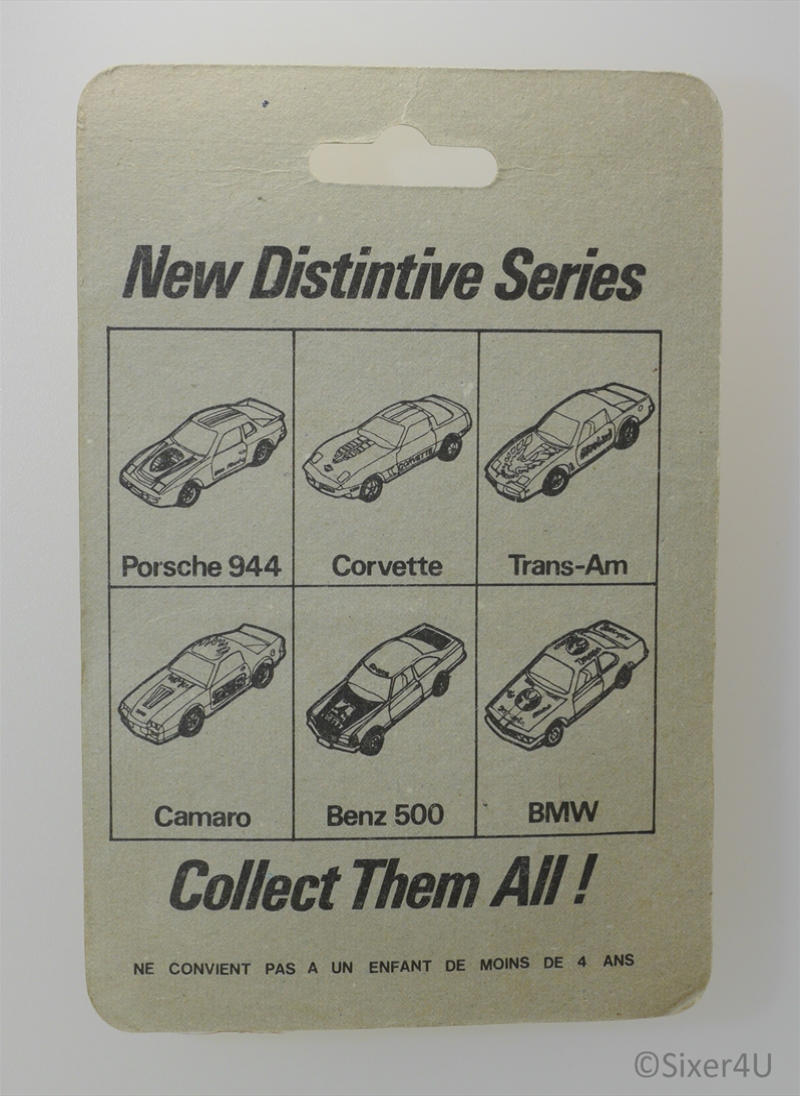 New Distintive Series
Porsche 944
Corvette
Trans-Am
Camaro
Benz 500
BMW
Collect Them All !
NE CONVIENT PAS A UN ENFANT DE MOINS DE 4 ANS
©Sixer4U